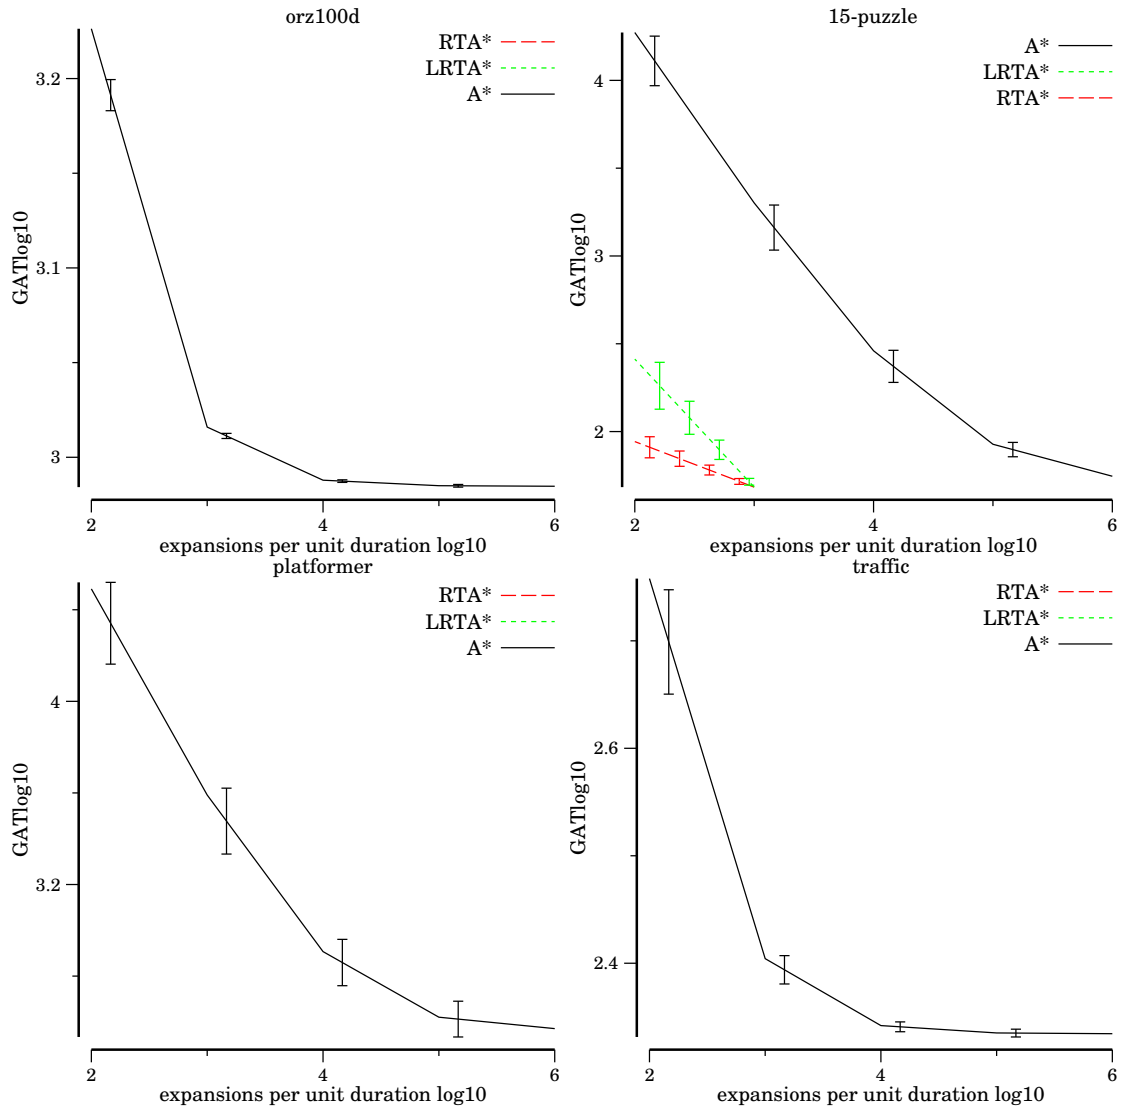 orz100d
RTA*
LRTA*
A*
3.2
3.1
3
GATlog10
2
4
6
expansions per unit duration log10
15-puzzle
A*
LRTA*
RTA*
4
3
2
GATlog10
2
4
6
expansions per unit duration log10
platformer
RTA*
LRTA*
A*
4
3.2
GATlog10
2
4
6
expansions per unit duration log10
traffic
RTA*
LRTA*
A*
2.6
2.4
GATlog10
2
4
6
expansions per unit duration log10